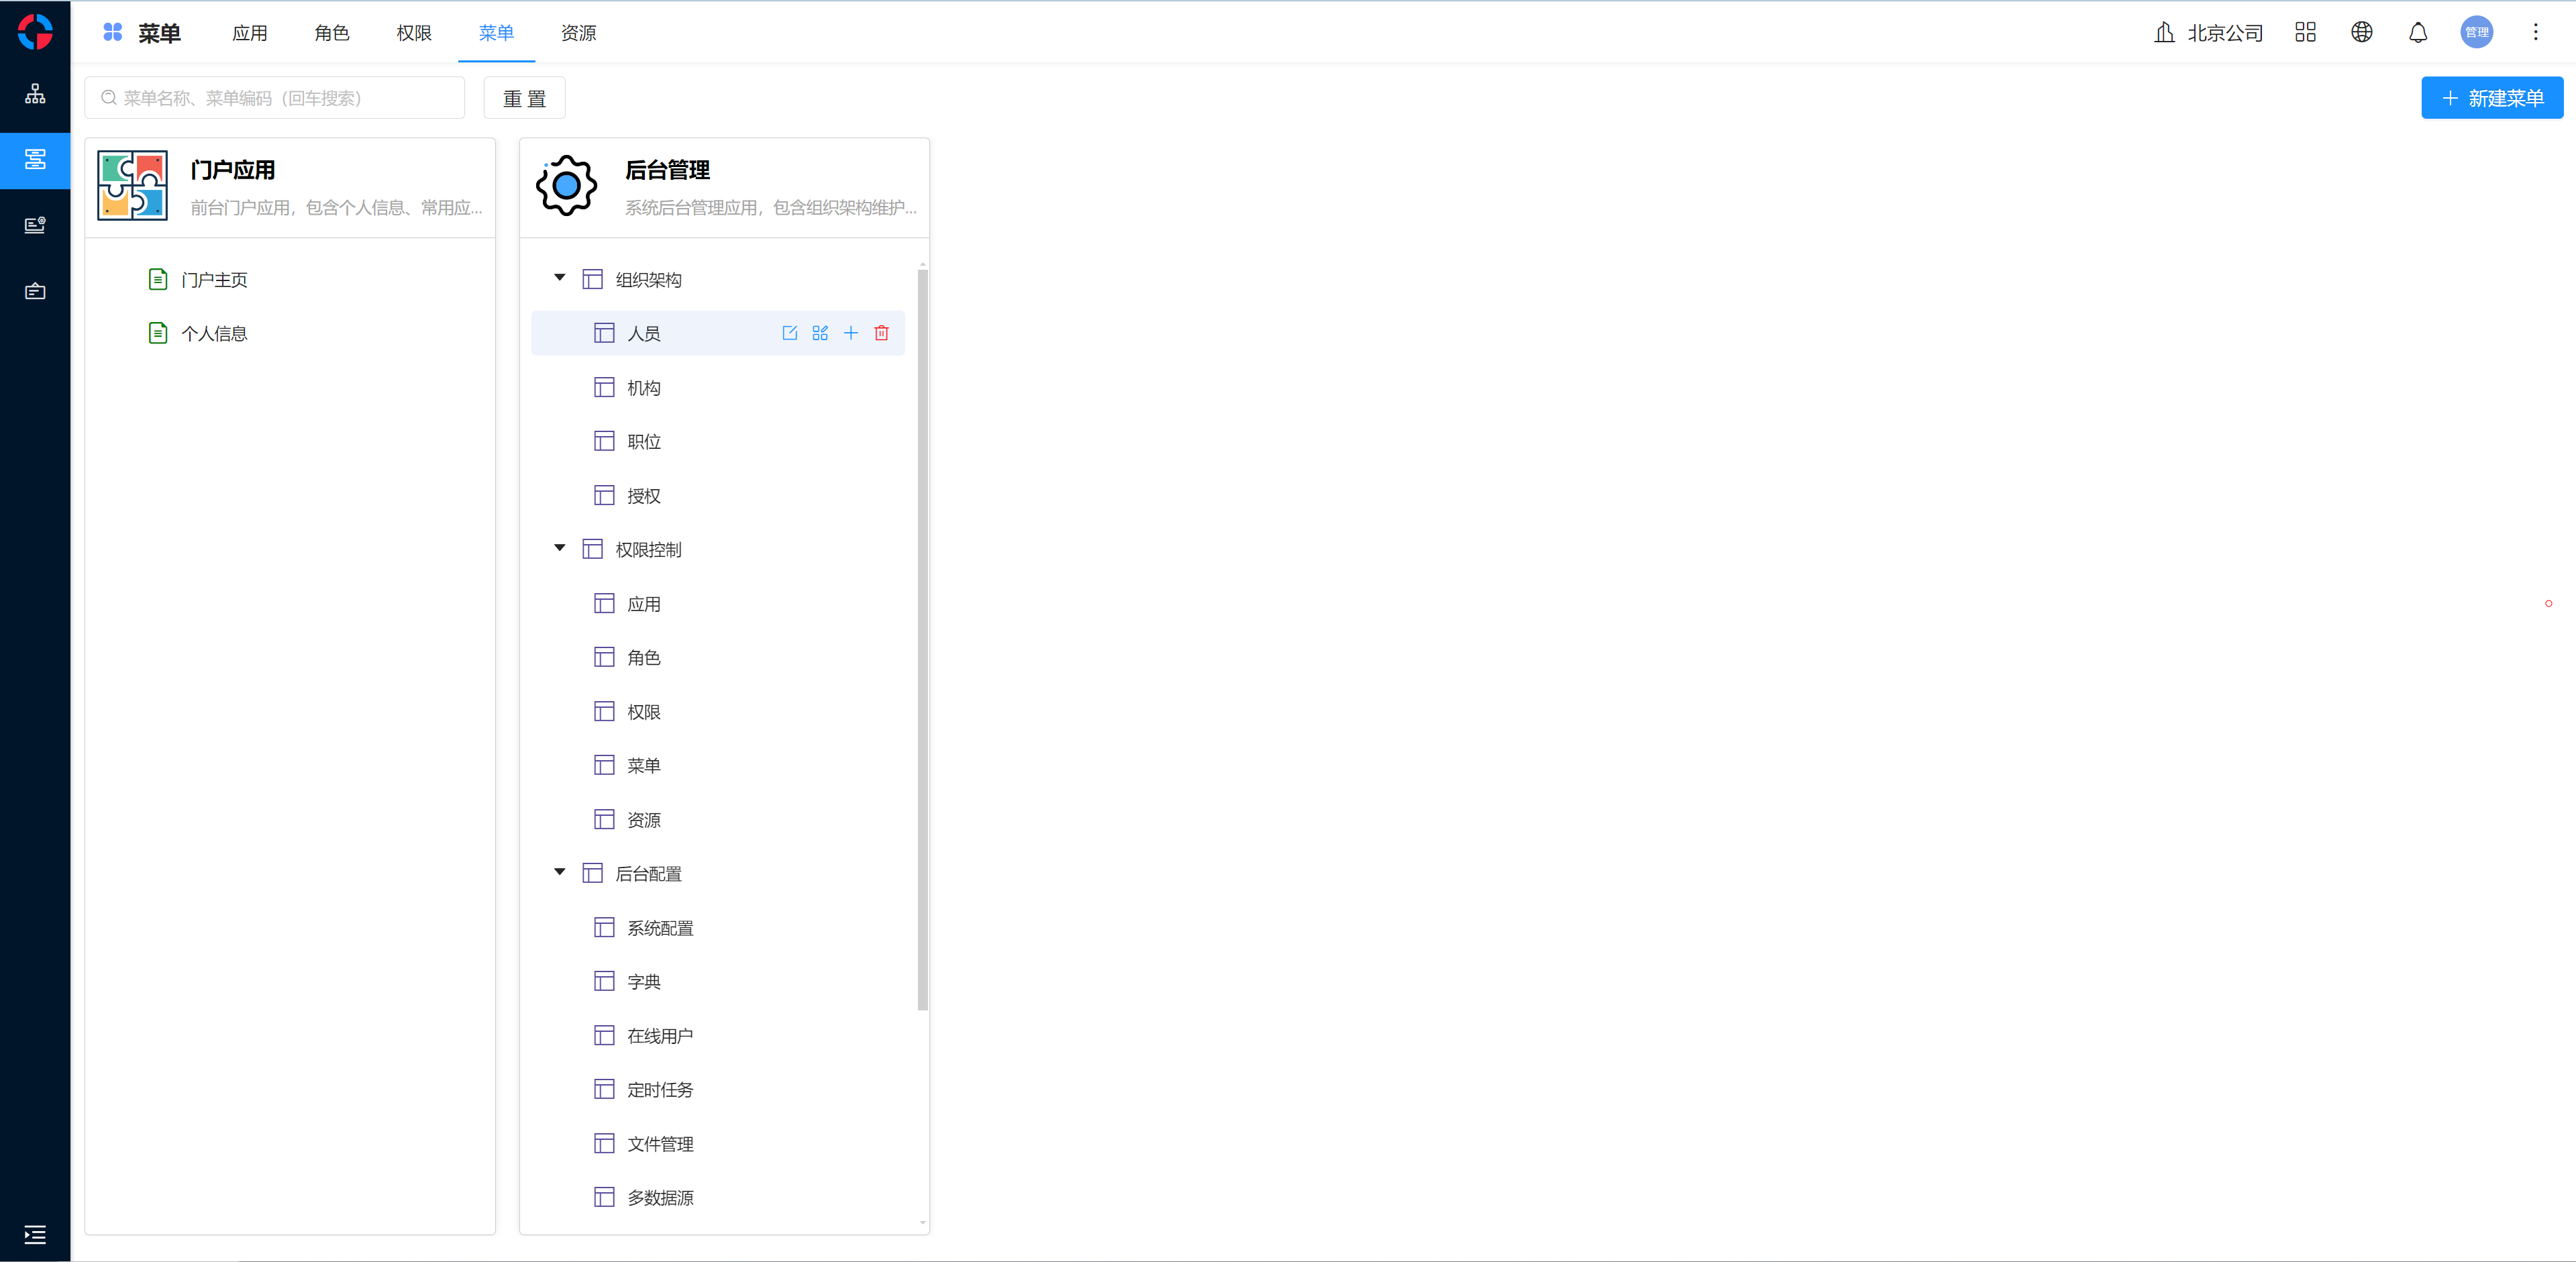 菜单
应用
角色
权限
菜单
资源
北京公司
管理
菜单名称、菜单编码（回车搜索）
重 置
新建菜单
门户应用
前台门户应用，包含个人信息、常用应...
门户主页
个人信息
后台管理
系统后台管理应用，包含组织架构维护...
组织架构
人员
机构
职位
授权
权限控制
应用
角色
权限
菜单
资源
后台配置
系统配置
字典
在线用户
定时任务
文件管理
多数据源